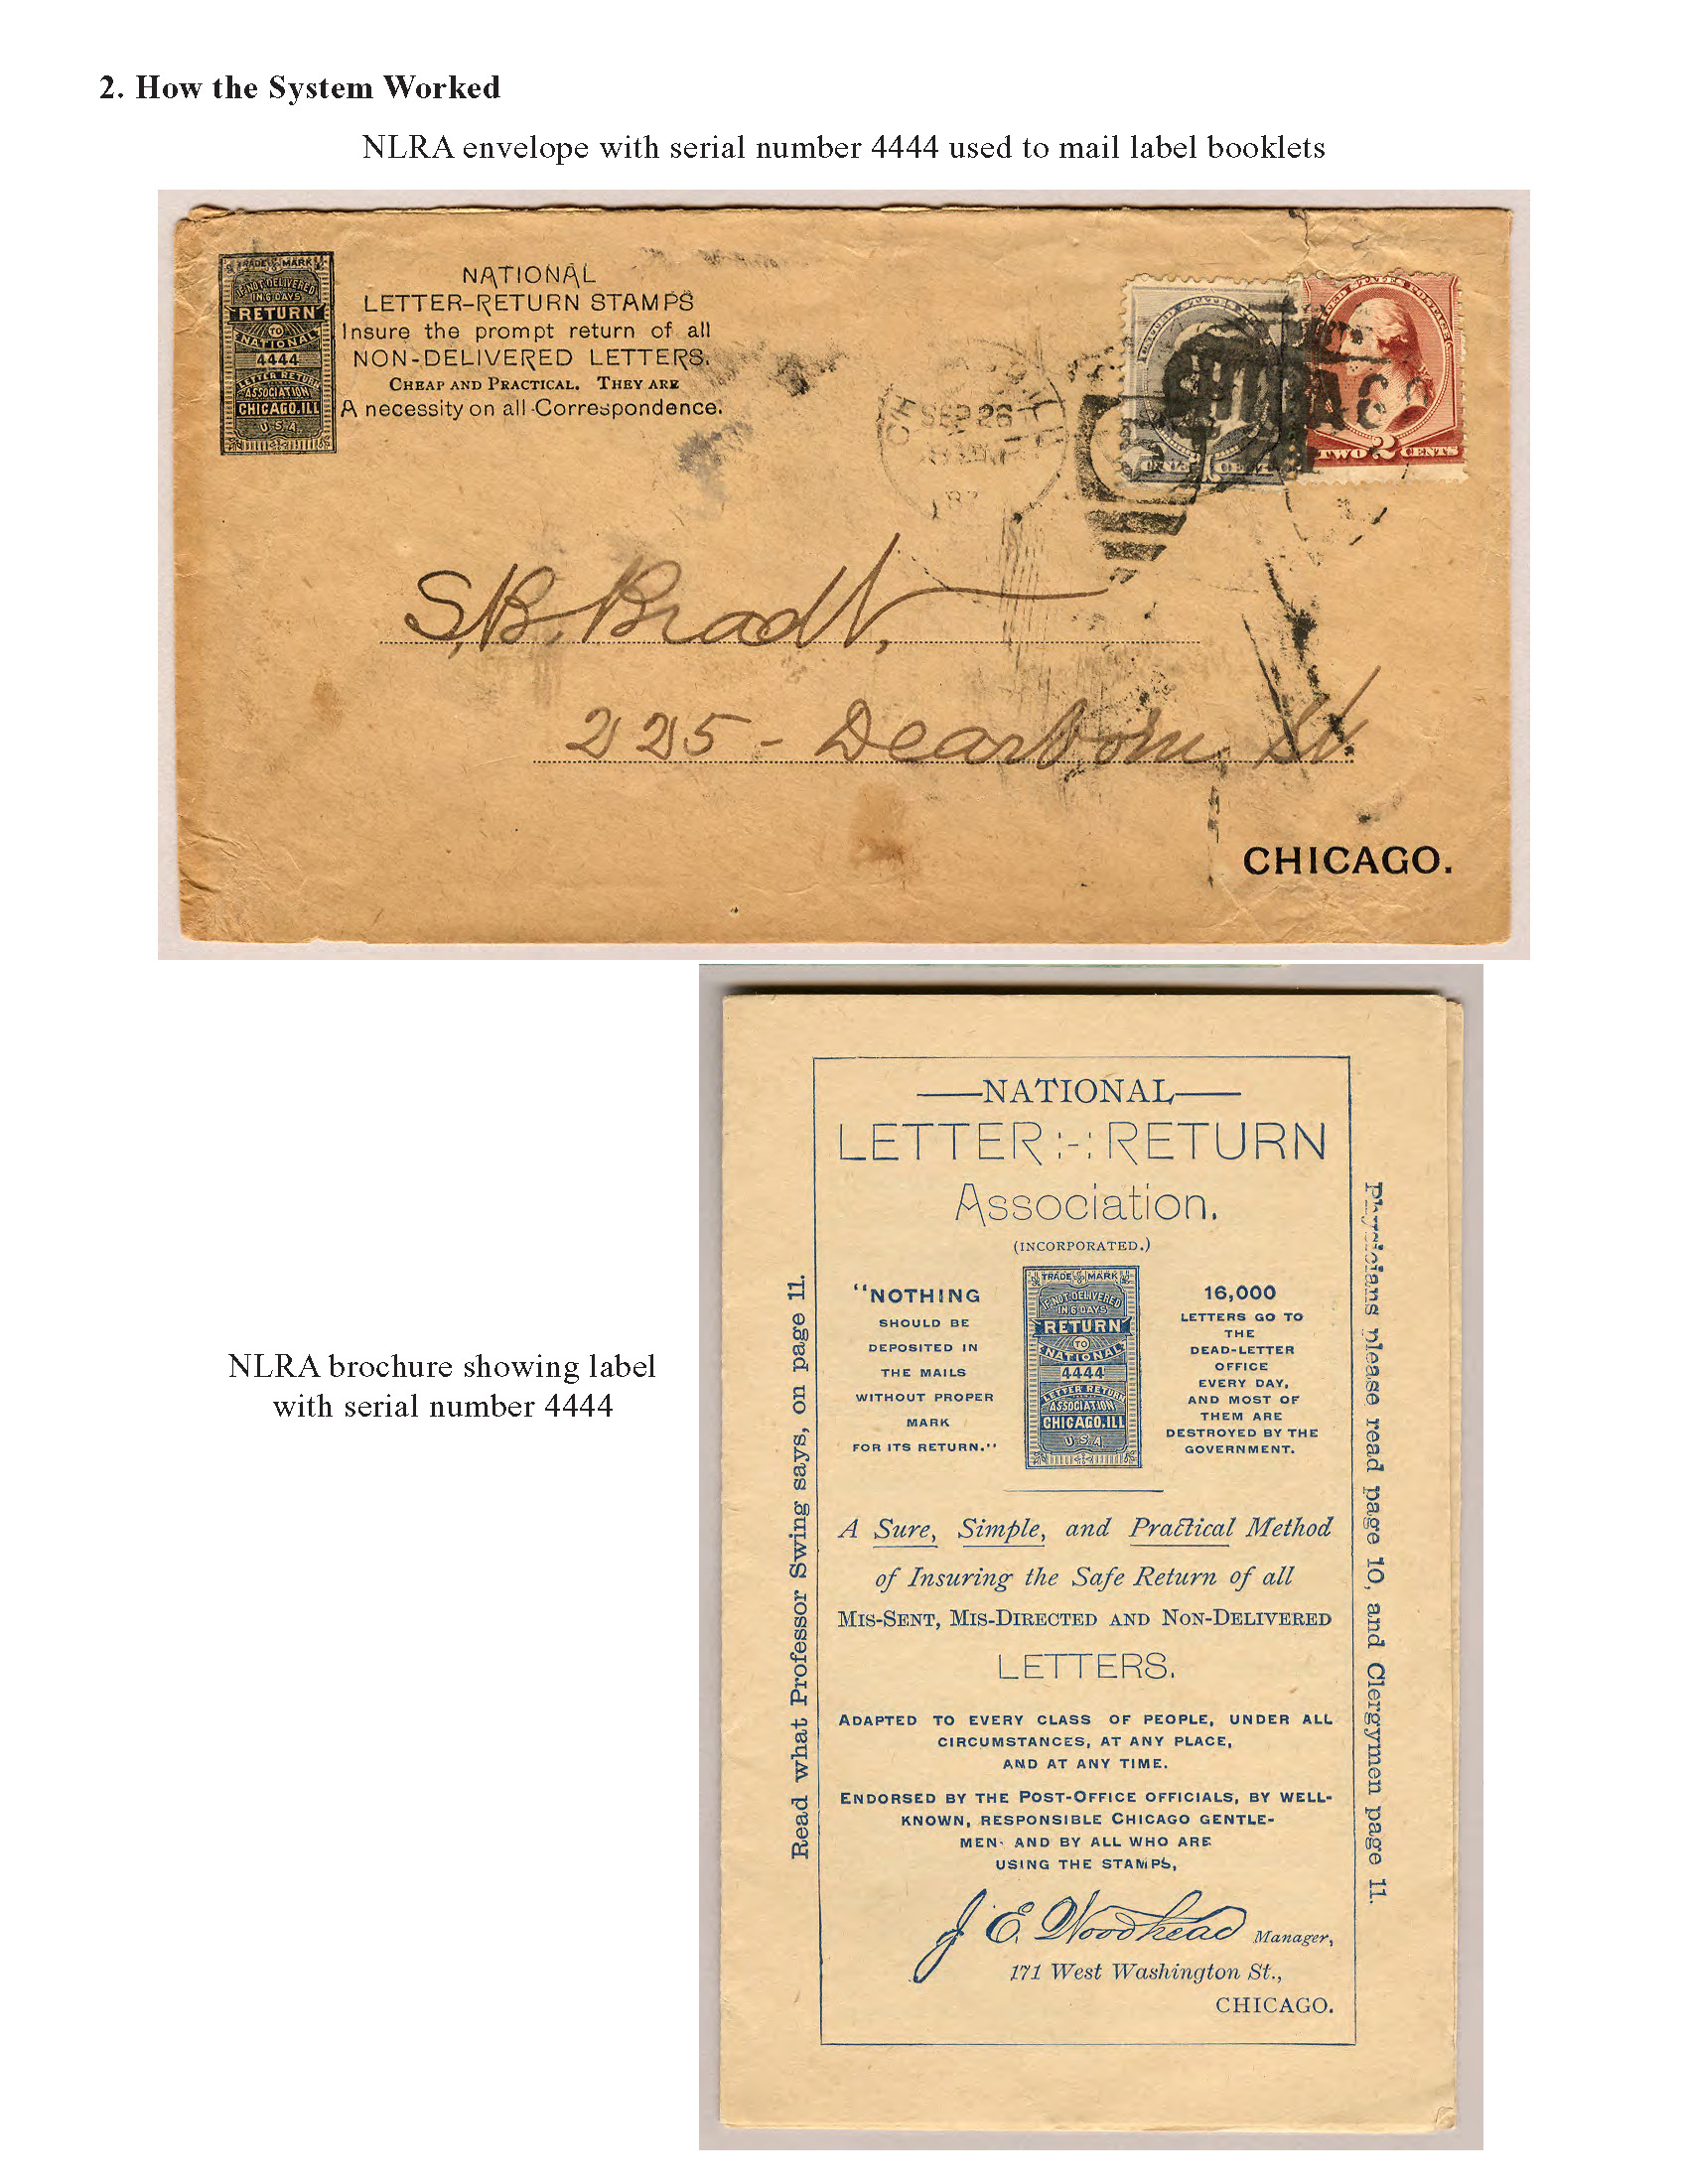 2. How the System Worked
NLRA envelope with serial number 4444 used to mail label booklets
TRADE MARK
IF NOT DELIVERED
IN 6 DAYS
RETURN
TO
NATIONAL
4444
LETTER RETURN
ASSOCIATION
CHICAGO, ILL
U.S.A
NATIONAL
LETTER-RETURN STAMPS
Insure the prompt return of all
NON-DELIVERED LETTERS.
CHEAP AND PRACTICAL. THEY ARE
A necessity on all Correspondence.
SEP 26
UNITED STATES POSTAGE
TWO 2 CENTS
S.B. Bradt,
225 - Dearborn St.
CHICAGO.
NLRA brochure showing label
with serial number 4444
Read what Professor Swing says, on page 11.
NATIONAL
LETTER :-: RETURN
Association.
(INCORPORATED.)
"NOTHING
SHOULD BE
DEPOSITED IN
THE MAILS
WITHOUT PROPER
MARK
FOR ITS RETURN."
TRADE MARK
IF NOT DELIVERED
IN 6 DAYS
RETURN
TO
NATIONAL
4444
LETTER RETURN
ASSOCIATION
CHICAGO, ILL
U.S.A
16,000
LETTERS GO TO
THE
DEAD-LETTER
OFFICE
EVERY DAY,
AND MOST OF
THEM ARE
DESTROYED BY THE
GOVERNMENT.
A Sure, Simple, and Practical Method
of Insuring the Safe Return of all
MIS-SENT, MIS-DIRECTED AND NON-DELIVERED
LETTERS.
ADAPTED TO EVERY CLASS OF PEOPLE, UNDER ALL
CIRCUMSTANCES, AT ANY PLACE,
AND AT ANY TIME.
ENDORSED BY THE POST-OFFICE OFFICIALS, BY WELL-
KNOWN, RESPONSIBLE CHICAGO GENTLE-
MEN, AND BY ALL WHO ARE
USING THE STAMPS,
J. E. Woodhead Manager,
171 West Washington St.,
CHICAGO.
Physicians please read page 10, and Clergymen page 11.